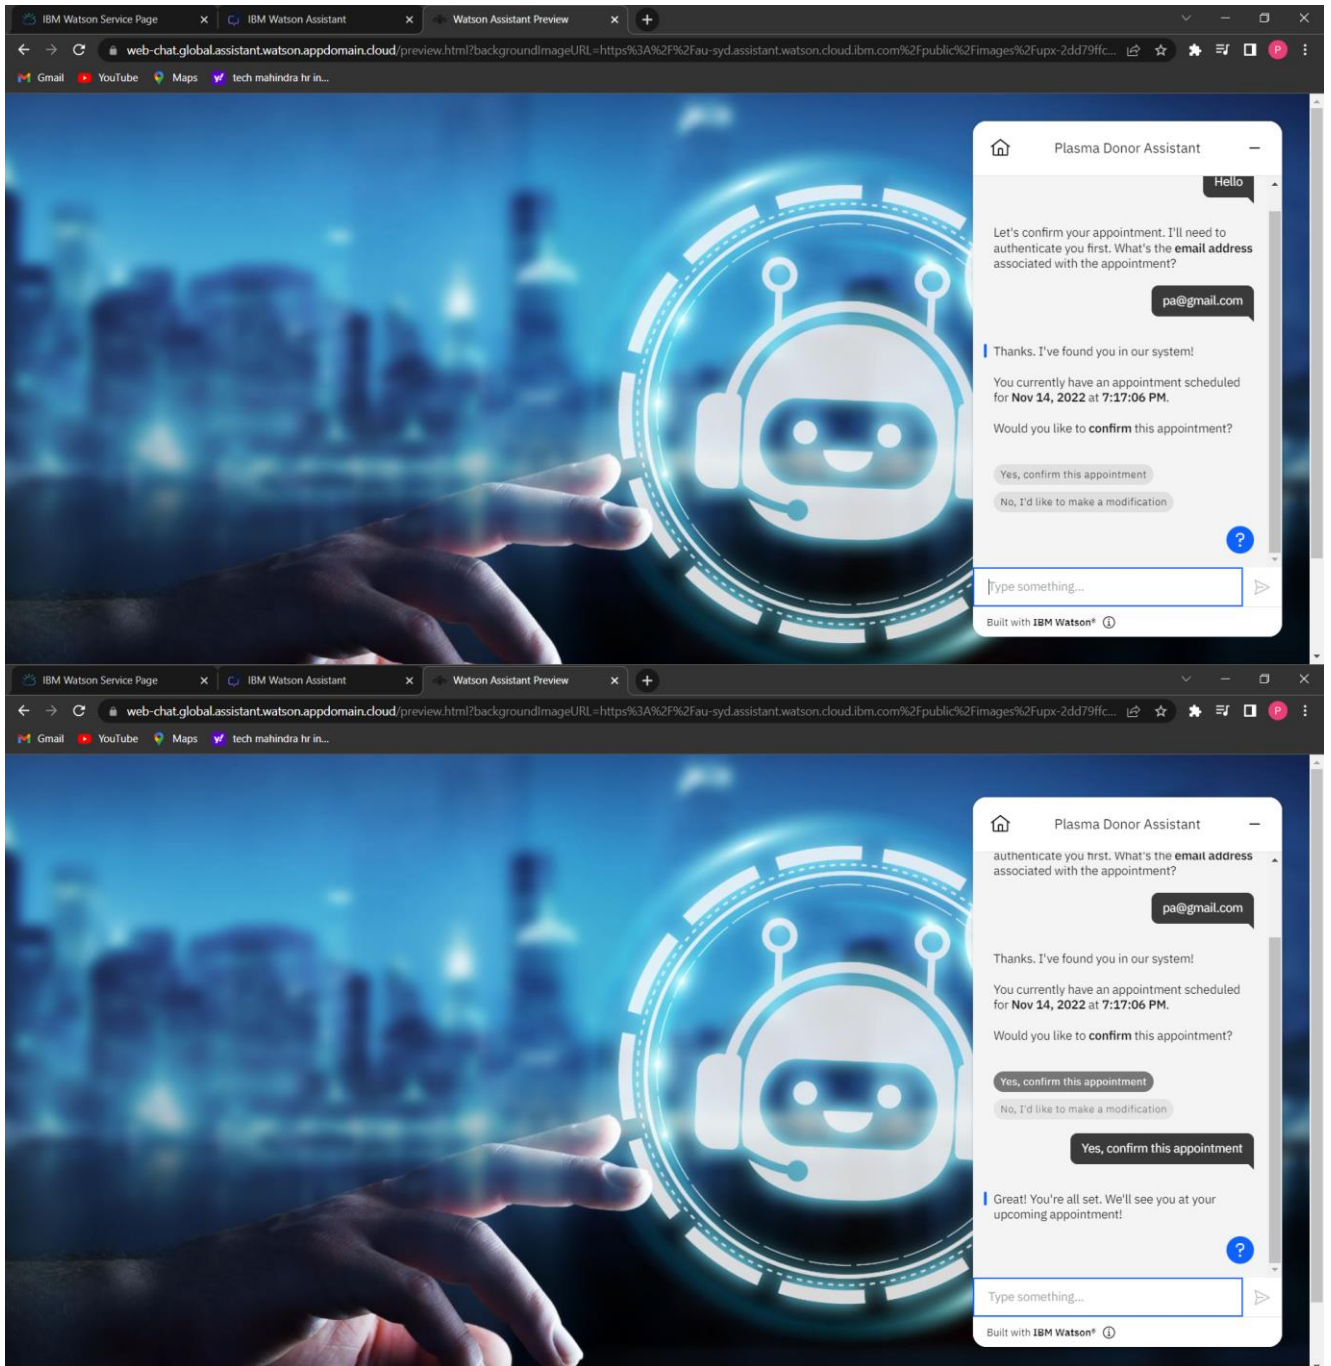 IBM Watson Service Page
IBM Watson Assistant
Watson Assistant Preview
web-chat.global.assistant.watson.appdomain.cloud/preview.html?backgroundImageURL=https%3A%2F%2Fau-syd.assistant.watson.cloud.ibm.com%2Fpublic%2Fimages%2Fupx-2dd79ffc...
P
Gmail
YouTube
Maps
tech mahindra hr in...
Plasma Donor Assistant
Hello
Let's confirm your appointment. I'll need to
authenticate you first. What's the email address
associated with the appointment?
pa@gmail.com
Thanks. I've found you in our system!
You currently have an appointment scheduled
for Nov 14, 2022 at 7:17:06 PM.
Would you like to confirm this appointment?
Yes, confirm this appointment
No, I'd like to make a modification
?
Type something...
Built with IBM Watson®
IBM Watson Service Page
IBM Watson Assistant
Watson Assistant Preview
web-chat.global.assistant.watson.appdomain.cloud/preview.html?backgroundImageURL=https%3A%2F%2Fau-syd.assistant.watson.cloud.ibm.com%2Fpublic%2Fimages%2Fupx-2dd79ffc...
P
Gmail
YouTube
Maps
tech mahindra hr in...
Plasma Donor Assistant
authenticate you first. What's the email address
associated with the appointment?
pa@gmail.com
Thanks. I've found you in our system!
You currently have an appointment scheduled
for Nov 14, 2022 at 7:17:06 PM.
Would you like to confirm this appointment?
Yes, confirm this appointment
No, I'd like to make a modification
Yes, confirm this appointment
Great! You're all set. We'll see you at your
upcoming appointment!
?
Type something...
Built with IBM Watson®